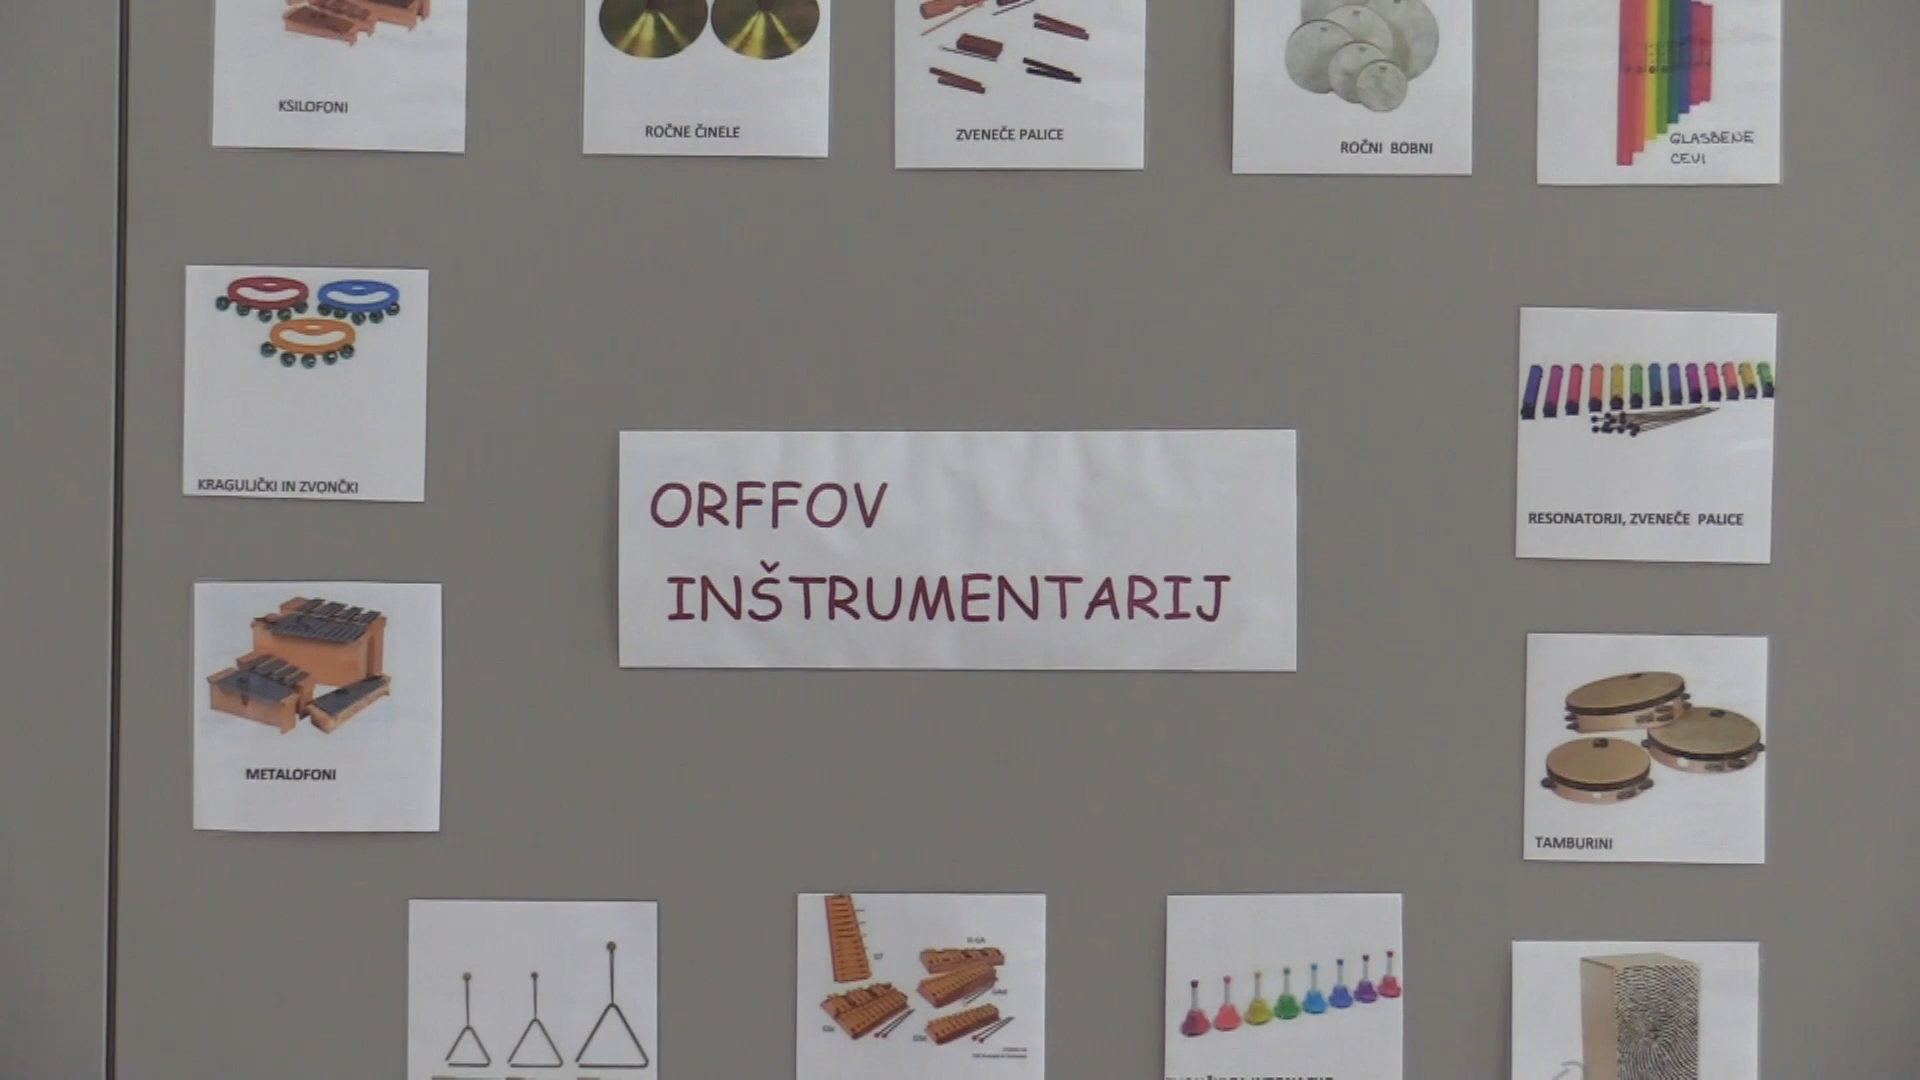 KSILOFONI
ROČNE ČINELE
ZVENEČE PALICE
ROČNI BOBNI
GLASBENE
CEVI
KRAGULJČKI IN ZVONČKI
ORFFOV
INŠTRUMENTARIJ
RESONATORJI, ZVENEČE PALICE
METALOFONI
TAMBURINI